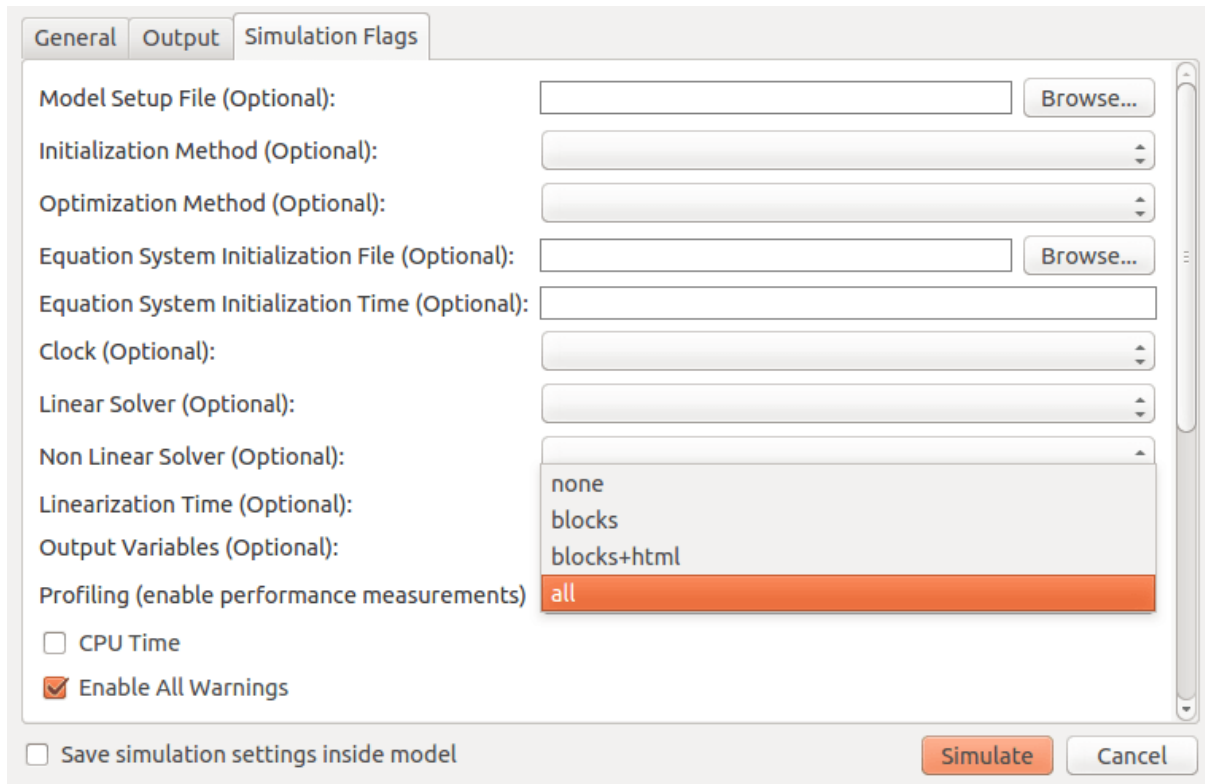 General Output Simulation Flags
Model Setup File (Optional): Browse...
Initialization Method (Optional):
Optimization Method (Optional):
Equation System Initialization File (Optional): Browse...
Equation System Initialization Time (Optional):
Clock (Optional):
Linear Solver (Optional):
Non Linear Solver (Optional):
none
Linearization Time (Optional):
blocks
Output Variables (Optional):
blocks+html
Profiling (enable performance measurements) all
CPU Time
Enable All Warnings
Save simulation settings inside model Simulate Cancel